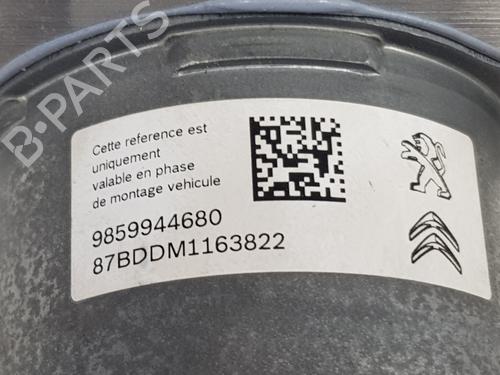 B-PARTS
Cette reference est
uniquement
valable en phase
de montage vehicule
9859944680
87BDDM1163822